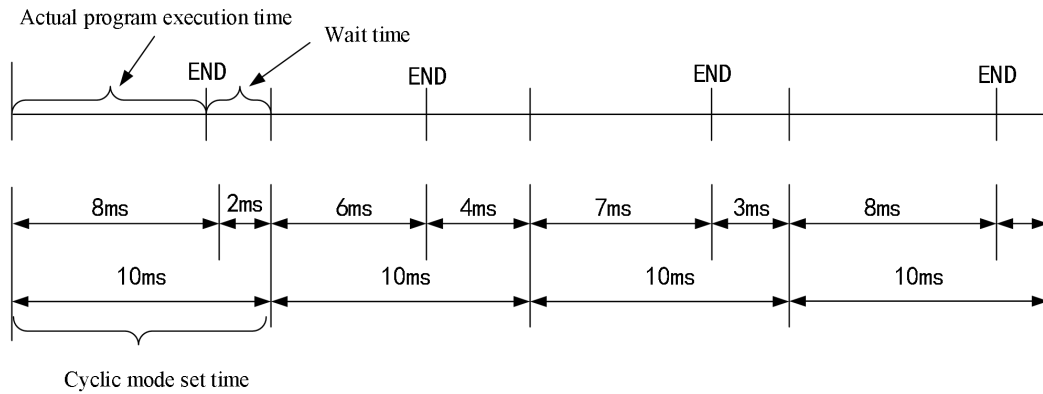 Actual program execution time
Wait time
END
END
END
END
8ms
2ms
6ms
4ms
7ms
3ms
8ms
10ms
10ms
10ms
10ms
Cyclic mode set time